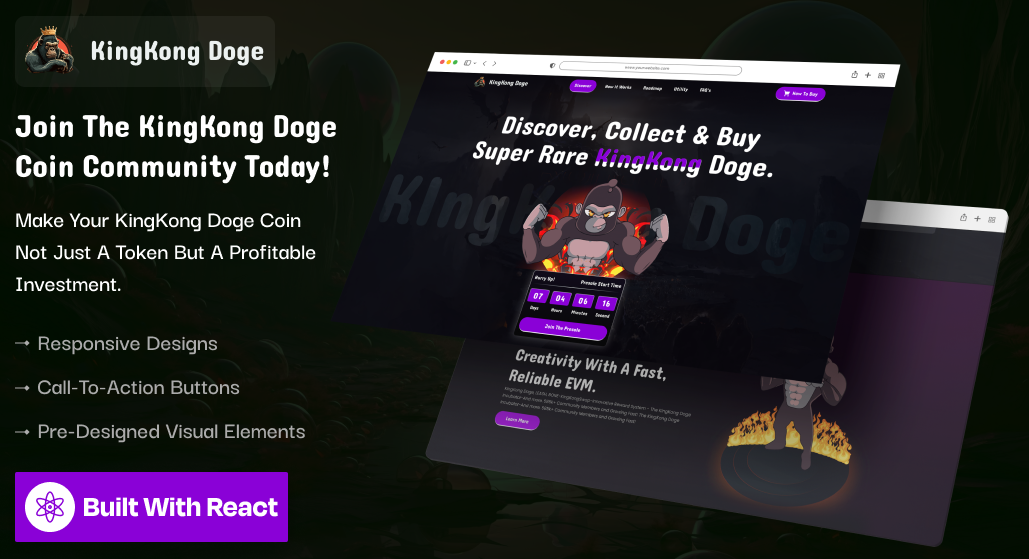 KingKong Doge
Join The KingKong Doge
Coin Community Today!
Make Your KingKong Doge Coin
Not Just A Token But A Profitable
Investment.
Responsive Designs
Call-To-Action Buttons
Pre-Designed Visual Elements
Built With React
www.yourwebsite.com
KingKong Doge
Discover
How It Works
Roadmap
Utility
FAQ's
How To Buy
Discover, Collect & Buy
Super Rare KingKong Doge.
KingKong Doge
Harry Up!
Presale Start Time
07 04 06 16
Days Hours Minutes Second
Join The Presale
Creativity With A Fast,
Reliable EVM.
Learn More